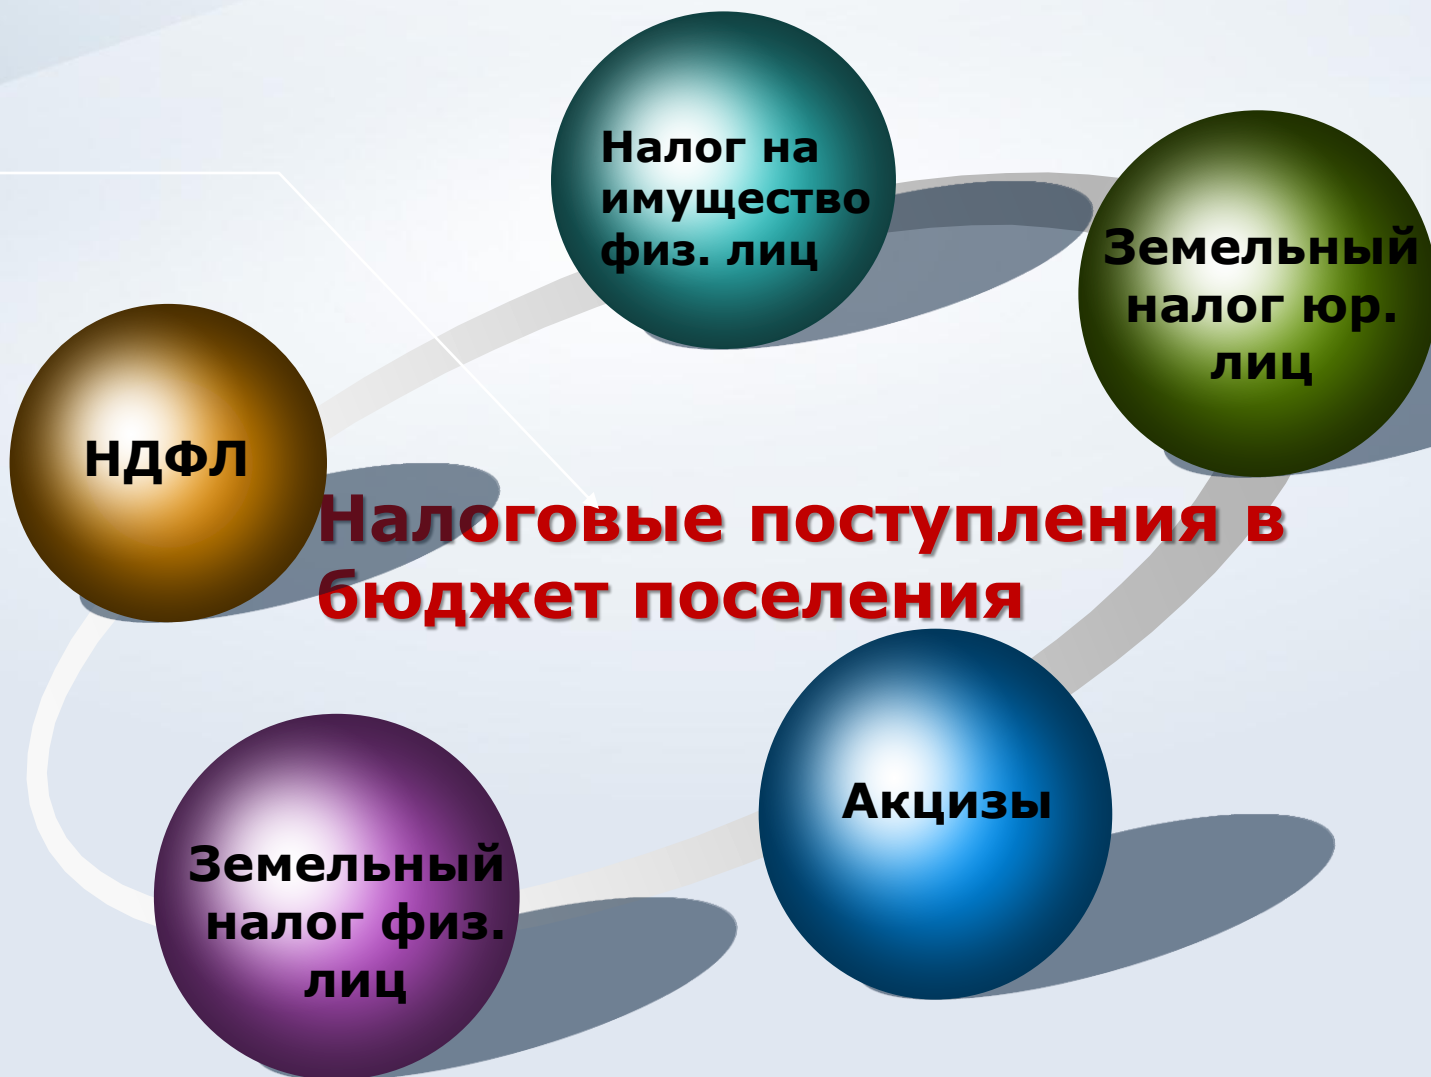 Налог на
имущество
физ. лиц
Земельный
налог юр.
лиц
НДФЛ
Налоговые поступления в
бюджет поселения
Акцизы
Земельный
налог физ.
лиц